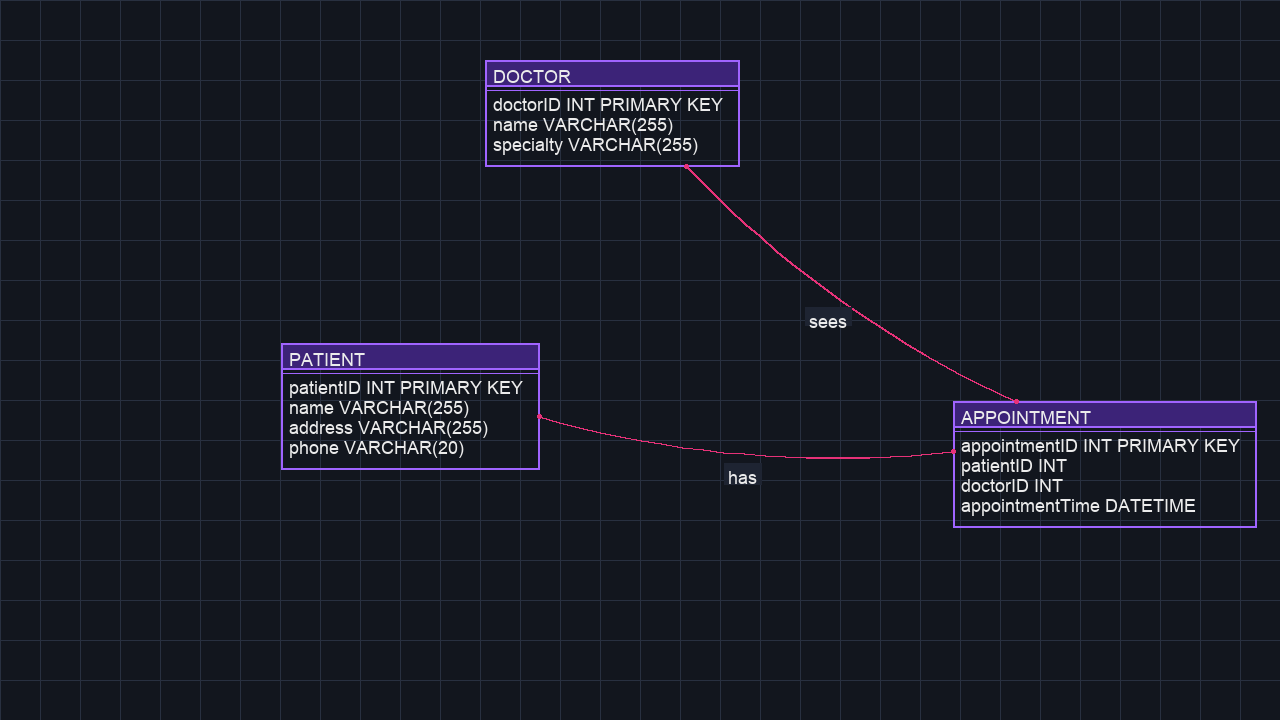 DOCTOR
doctorID INT PRIMARY KEY
name VARCHAR(255)
specialty VARCHAR(255)
sees
PATIENT
patientID INT PRIMARY KEY
name VARCHAR(255)
address VARCHAR(255)
phone VARCHAR(20)
has
APPOINTMENT
appointmentID INT PRIMARY KEY
patientID INT
doctorID INT
appointmentTime DATETIME